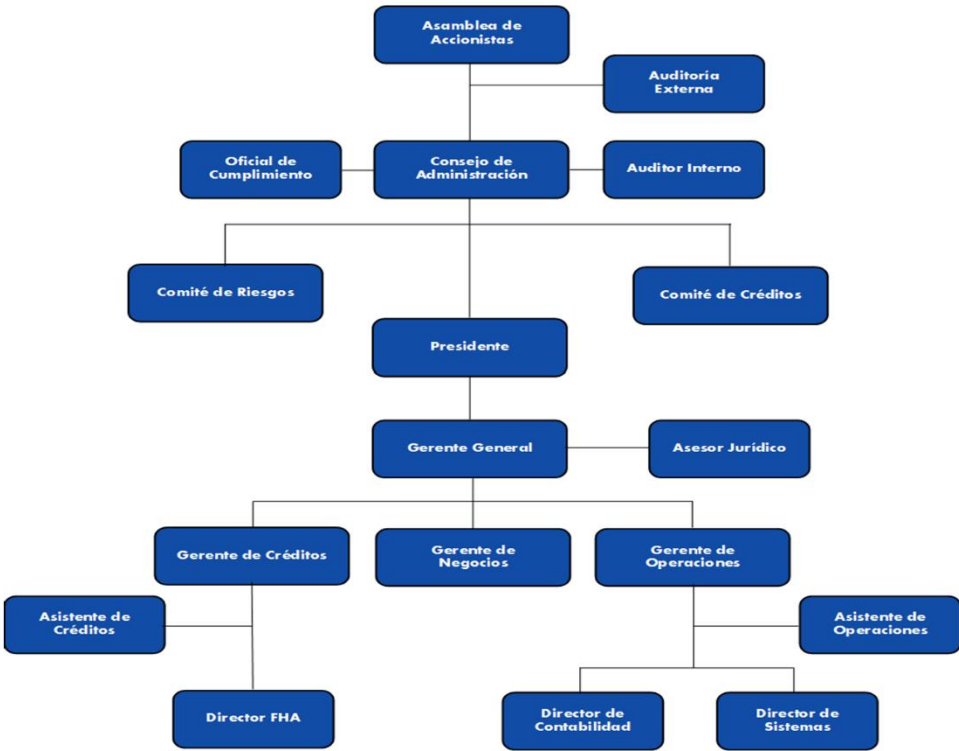 Asamblea de
Accionistas
Auditoría
Externa
Oficial de
Cumplimiento
Consejo de
Administración
Auditor Interno
Comité de Riesgos
Comité de Créditos
Presidente
Gerente General
Asesor Jurídico
Gerente de Créditos
Gerente de
Negocios
Gerente de
Operaciones
Asistente de
Créditos
Asistente de
Operaciones
Director FHA
Director de
Contabilidad
Director de
Sistemas